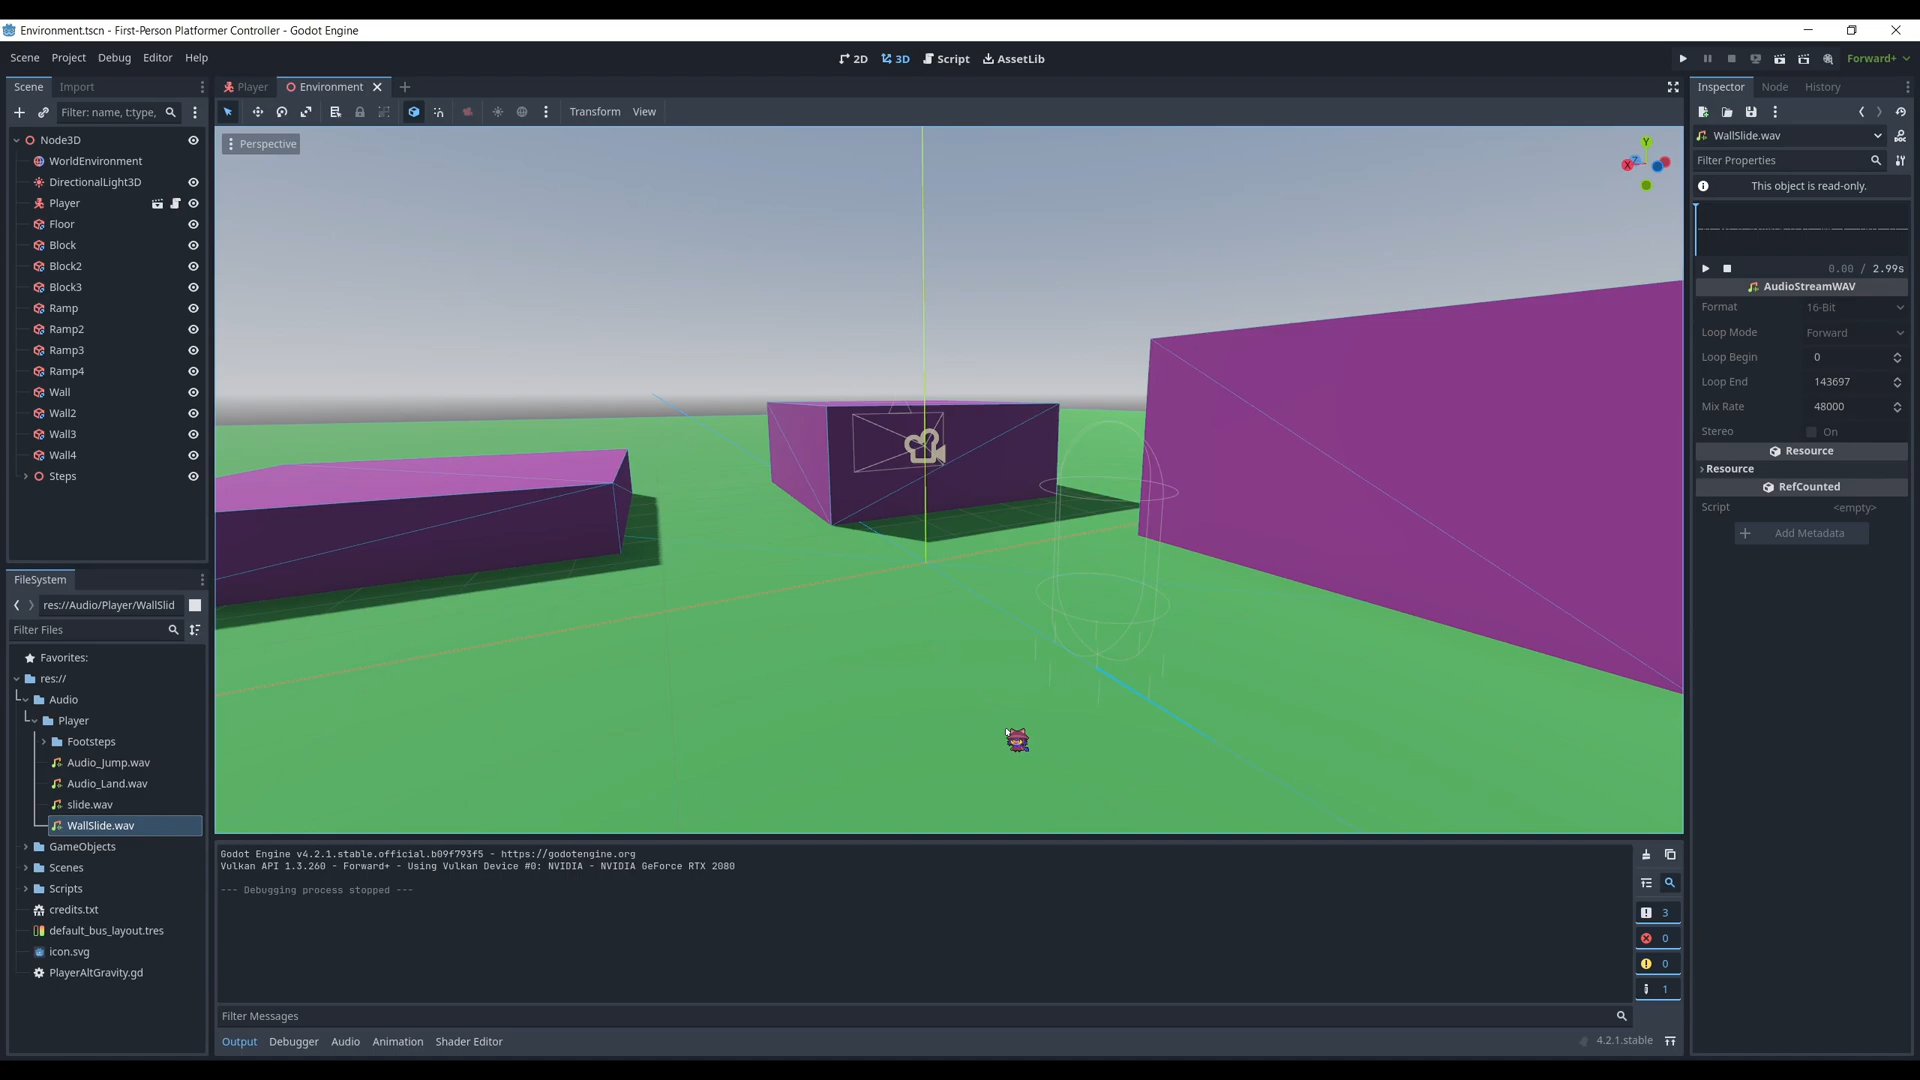 Environment.tscn - First-Person Platformer Controller - Godot Engine
Scene Project Debug Editor Help
2D 3D Script AssetLib
Forward+
Scene Import
Filter: name, t:type,
Node3D
WorldEnvironment
DirectionalLight3D
Player
Floor
Block
Block2
Block3
Ramp
Ramp2
Ramp3
Ramp4
Wall
Wall2
Wall3
Wall4
Steps
FileSystem
res://Audio/Player/WallSlid
Filter Files
Favorites:
res://
Audio
Player
Footsteps
Audio_Jump.wav
Audio_Land.wav
slide.wav
WallSlide.wav
GameObjects
Scenes
Scripts
credits.txt
default_bus_layout.tres
icon.svg
PlayerAltGravity.gd
Player Environment
Transform View
Perspective
Y
X
Z
Godot Engine v4.2.1.stable.official.b09f793f5 - https://godotengine.org
Vulkan API 1.3.260 - Forward+ - Using Vulkan Device #0: NVIDIA - NVIDIA GeForce RTX 2080
--- Debugging process stopped ---
3
0
0
1
Filter Messages
Output Debugger Audio Animation Shader Editor
4.2.1.stable
Inspector Node History
WallSlide.wav
Filter Properties
This object is read-only.
0.00 / 2.99s
AudioStreamWAV
Format 16-Bit
Loop Mode Forward
Loop Begin 0
Loop End 143697
Mix Rate 48000
Stereo On
Resource
Resource
RefCounted
Script <empty>
Add Metadata